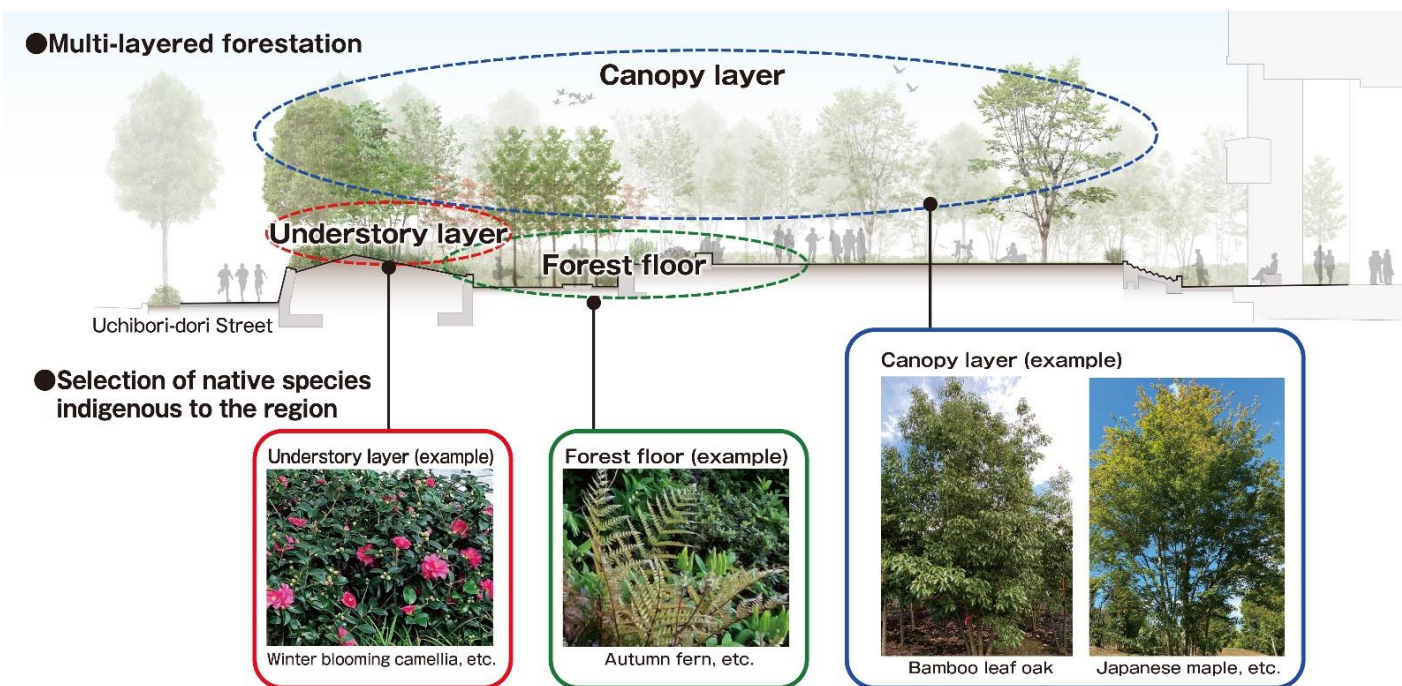 ●Multi-layered forestation
Canopy layer
Understory layer
Forest floor
Uchibori-dori Street
●Selection of native species
indigenous to the region
Understory layer (example)
Winter blooming camellia, etc.
Forest floor (example)
Autumn fern, etc.
Canopy layer (example)
Bamboo leaf oak
Japanese maple, etc.